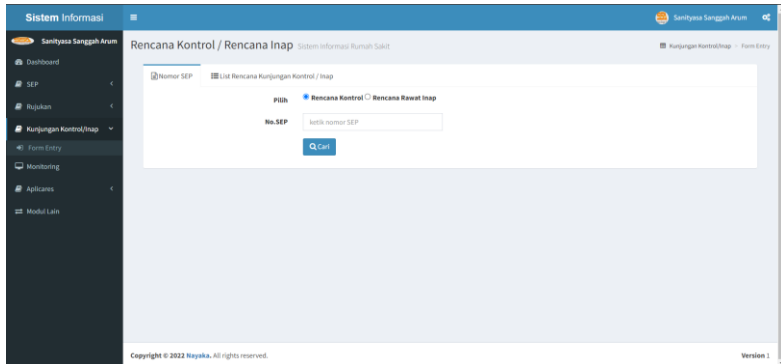 Sistem Informasi
Sanityasa Sanggah Arum
Sanityasa Sanggah Arum
Dashboard
SEP
Rujukan
Kunjungan Kontrol/Inap
Form Entry
Monitoring
Aplicares
Modul Lain
Rencana Kontrol / Rencana Inap Sistem Informasi Rumah Sakit
Kunjungan Kontrol/Inap > Form Entry
Nomor SEP
List Rencana Kunjungan Kontrol / Inap
Pilih
Rencana Kontrol Rencana Rawat Inap
No.SEP
ketik nomor SEP
Cari
Copyright © 2022 Nayaka. All rights reserved.
Version